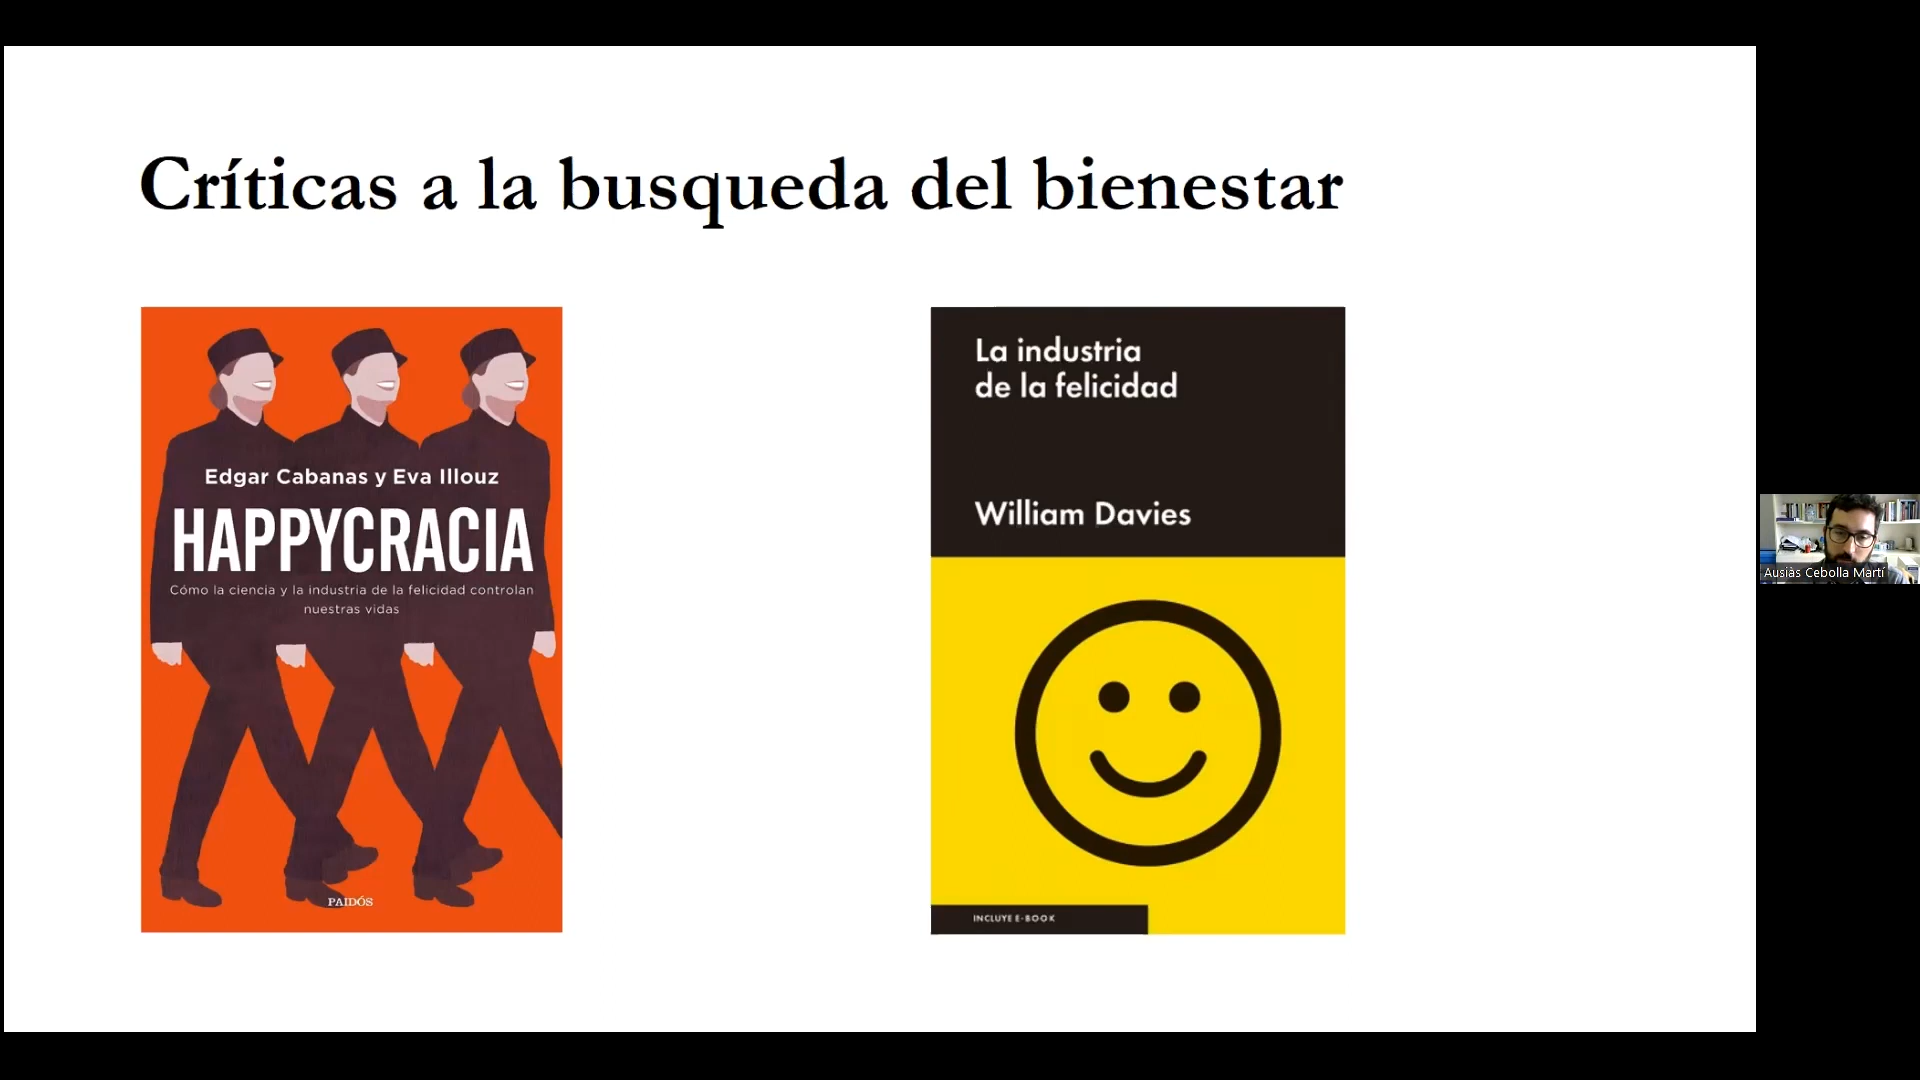 Críticas a la busqueda del bienestar
Edgar Cabanas y Eva Illouz
HAPPYCRACIA
Cómo la ciencia y la industria de la felicidad controlan
nuestras vidas
PAIDÓS
La industria
de la felicidad
William Davies
INCLUYE E-BOOK
Ausiàs Cebolla Martí